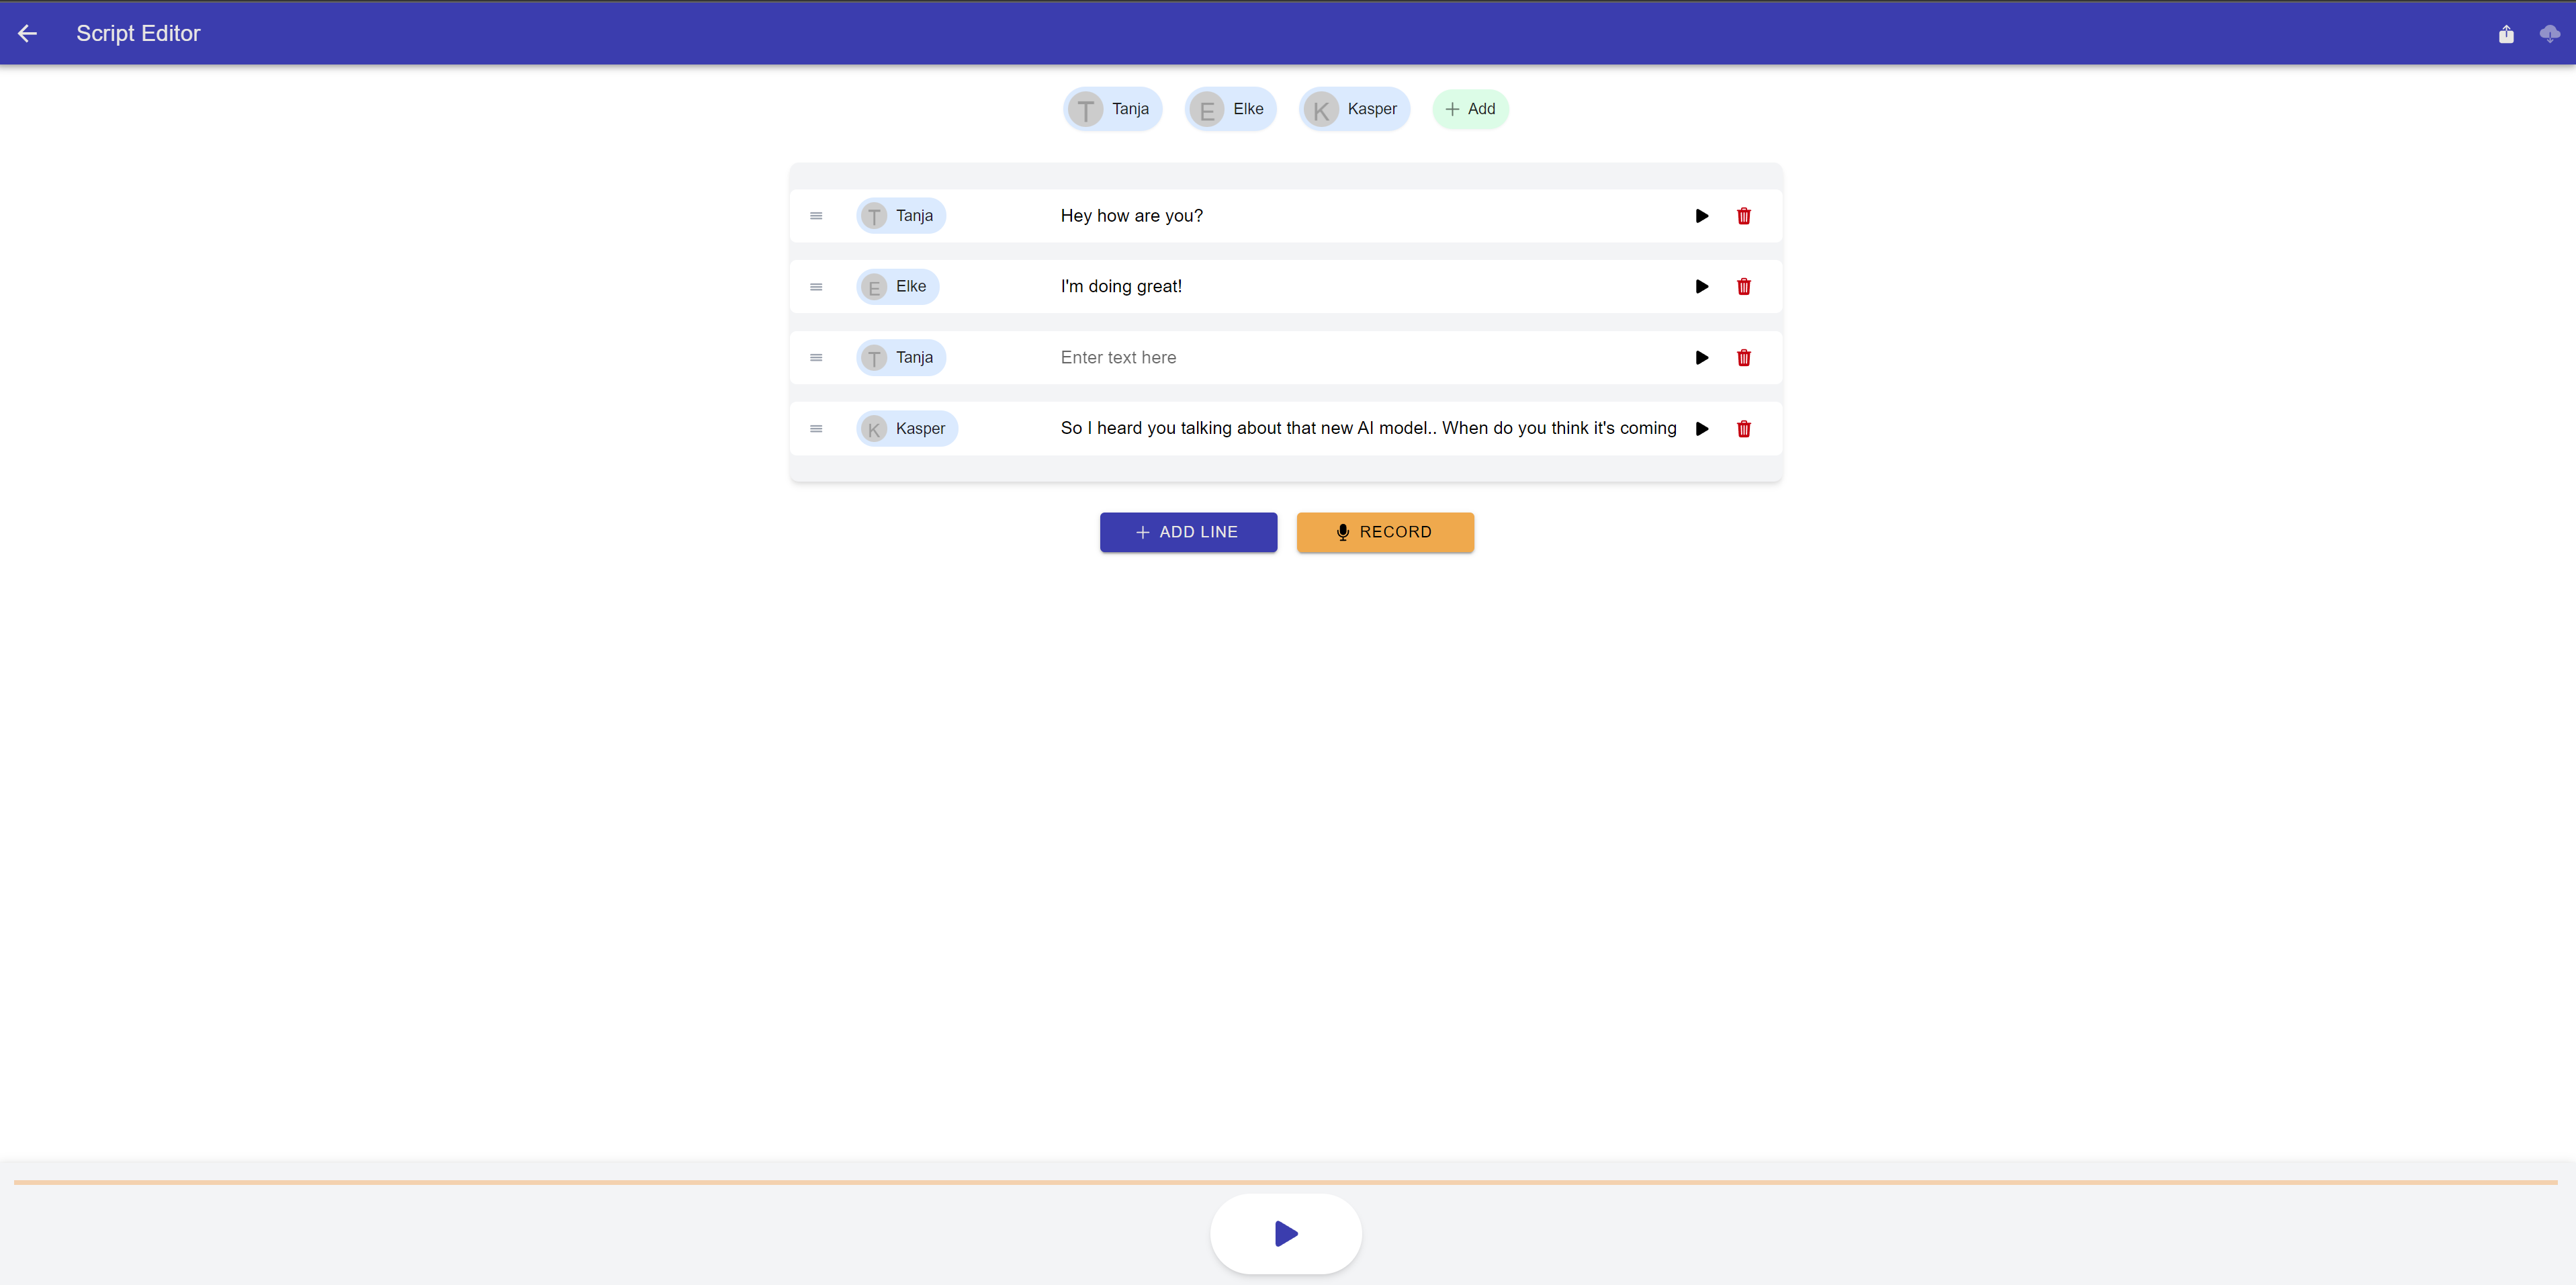 Script Editor
T Tanja E Elke K Kasper + Add
T Tanja Hey how are you?
E Elke I'm doing great!
T Tanja Enter text here
K Kasper So I heard you talking about that new AI model.. When do you think it's coming
+ ADD LINE RECORD